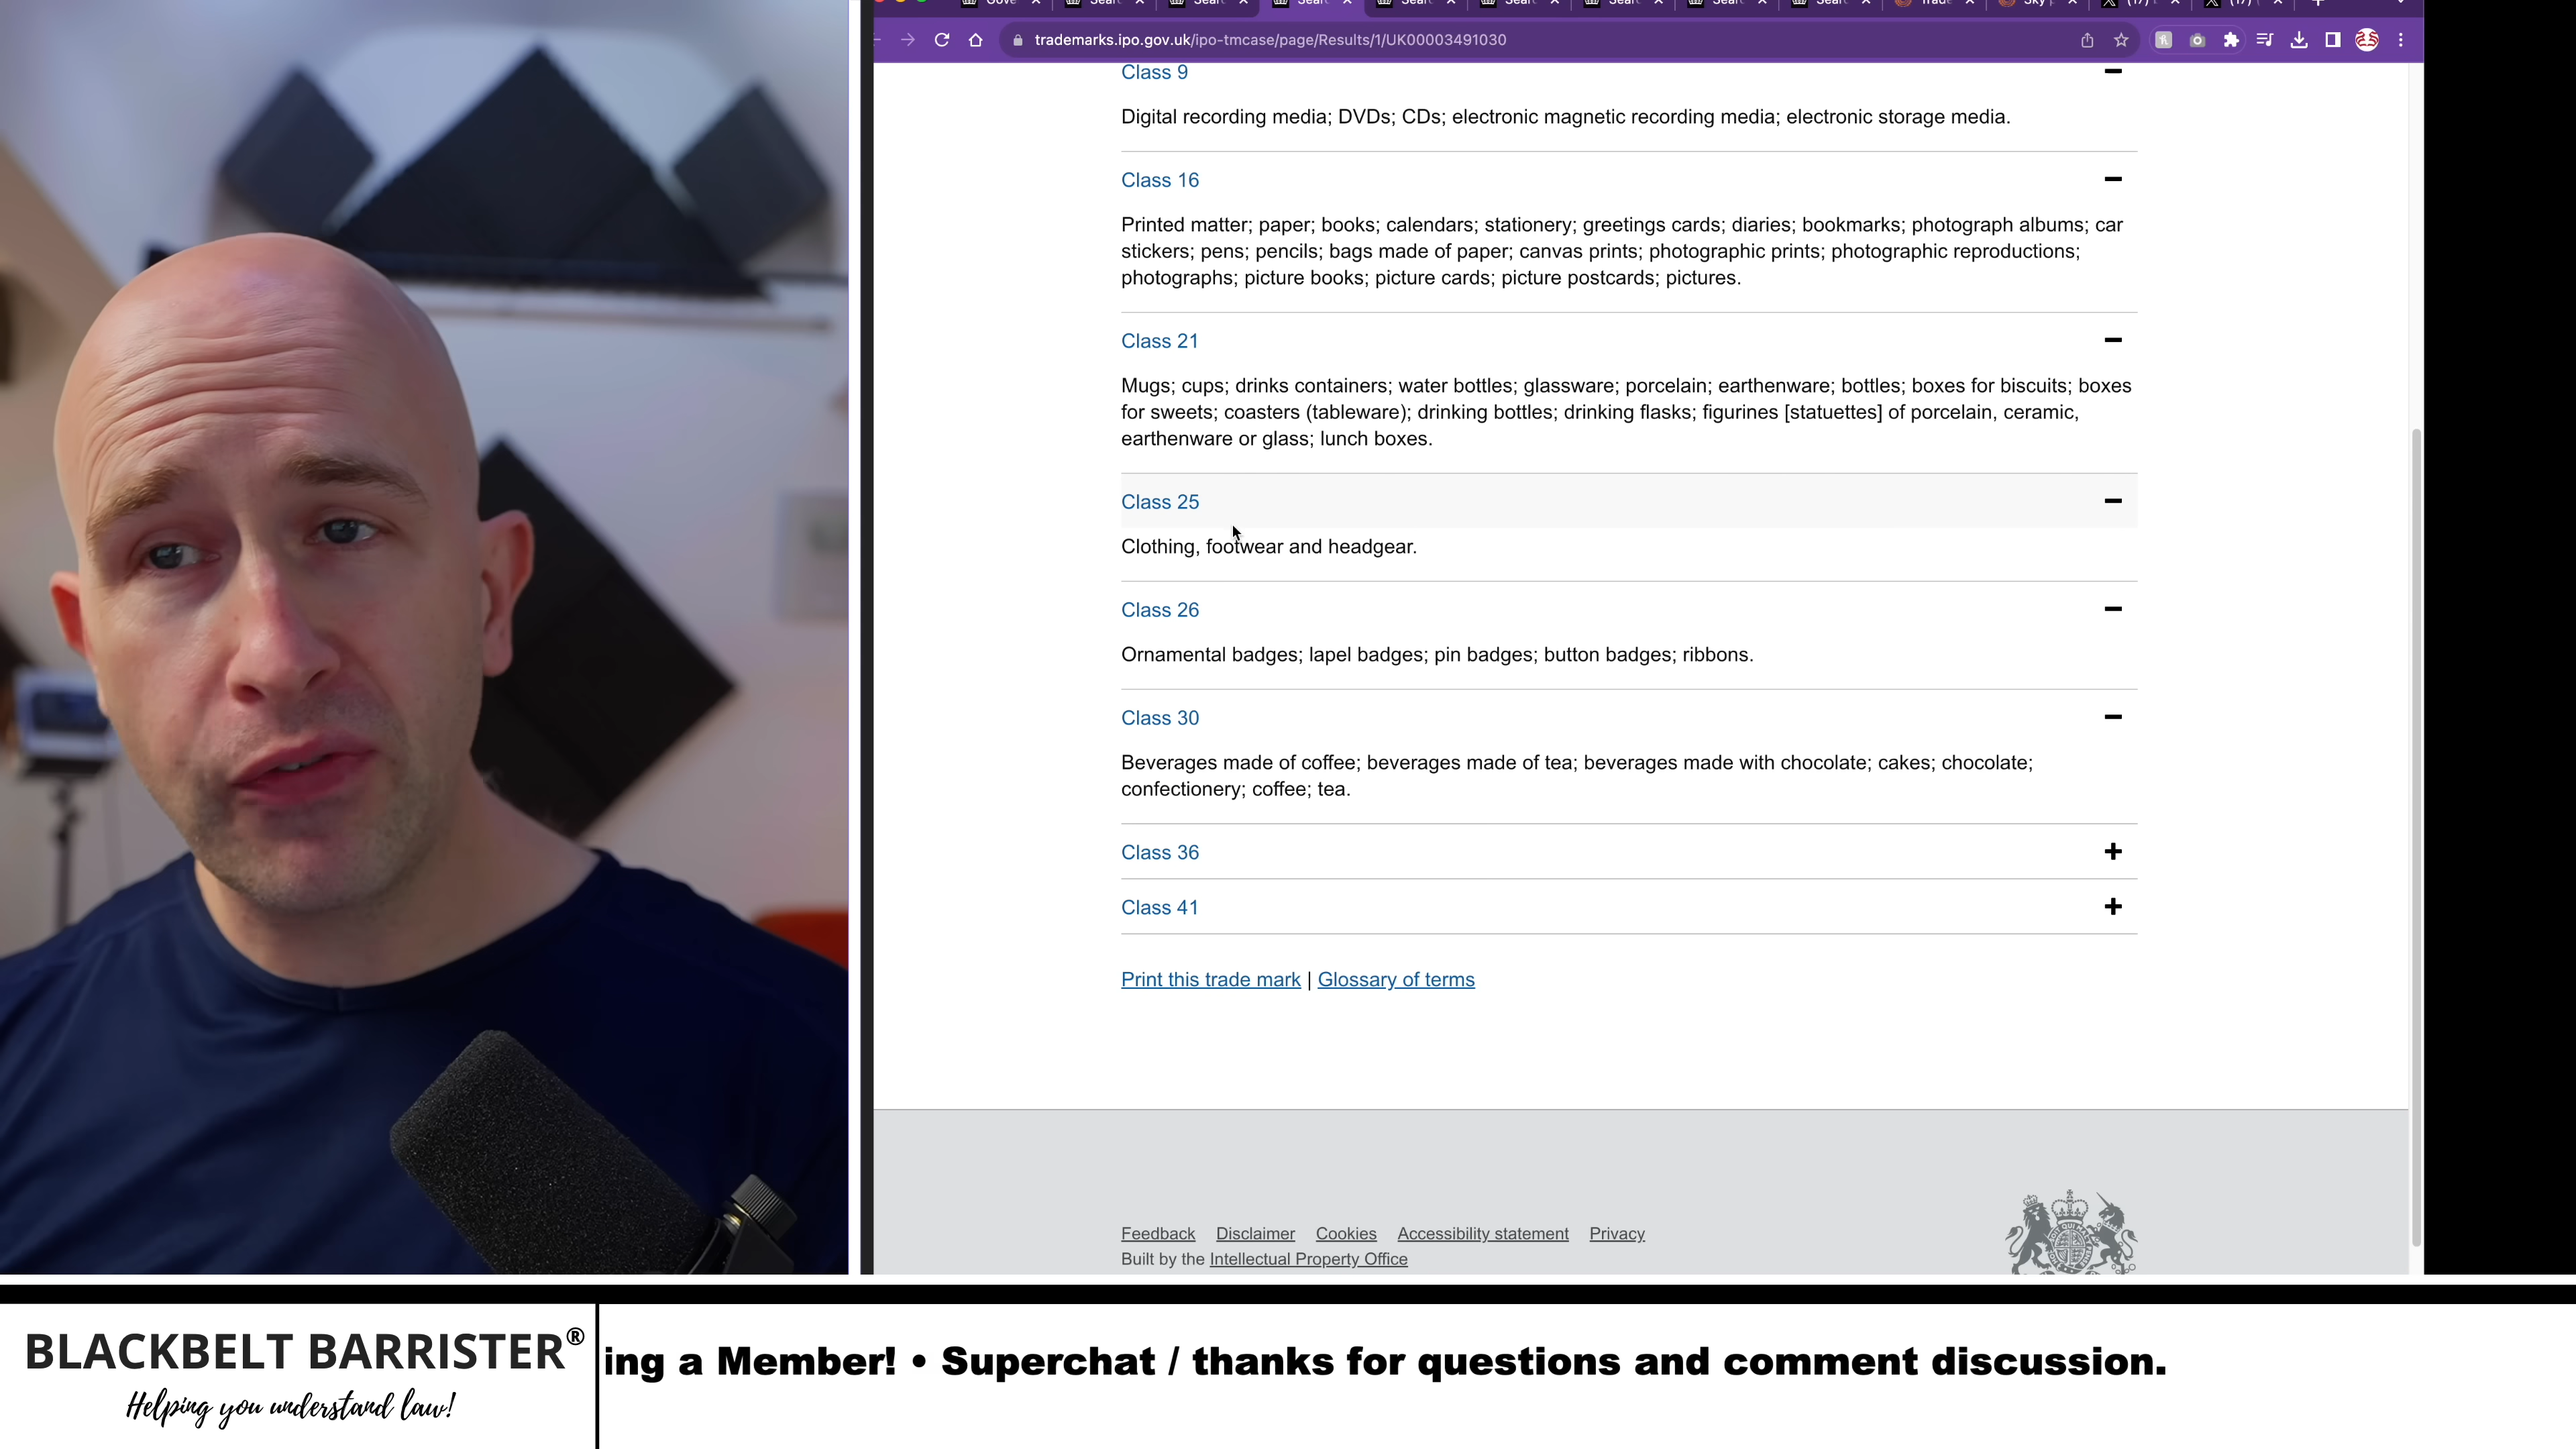 trademarks.ipo.gov.uk/ipo-tmcase/page/Results/1/UK00003491030
Class 9
Digital recording media; DVDs; CDs; electronic magnetic recording media; electronic storage media.
Class 16
Printed matter; paper; books; calendars; stationery; greetings cards; diaries; bookmarks; photograph albums; car
stickers; pens; pencils; bags made of paper; canvas prints; photographic prints; photographic reproductions;
photographs; picture books; picture cards; picture postcards; pictures.
Class 21
Mugs; cups; drinks containers; water bottles; glassware; porcelain; earthenware; bottles; boxes for biscuits; boxes
for sweets; coasters (tableware); drinking bottles; drinking flasks; figurines [statuettes] of porcelain, ceramic,
earthenware or glass; lunch boxes.
Class 25
Clothing, footwear and headgear.
Class 26
Ornamental badges; lapel badges; pin badges; button badges; ribbons.
Class 30
Beverages made of coffee; beverages made of tea; beverages made with chocolate; cakes; chocolate;
confectionery; coffee; tea.
Class 36
Class 41
Print this trade mark | Glossary of terms
Feedback Disclaimer Cookies Accessibility statement Privacy
Built by the Intellectual Property Office
BLACKBELT BARRISTER®
Helping you understand law!
ing a Member! • Superchat / thanks for questions and comment discussion.